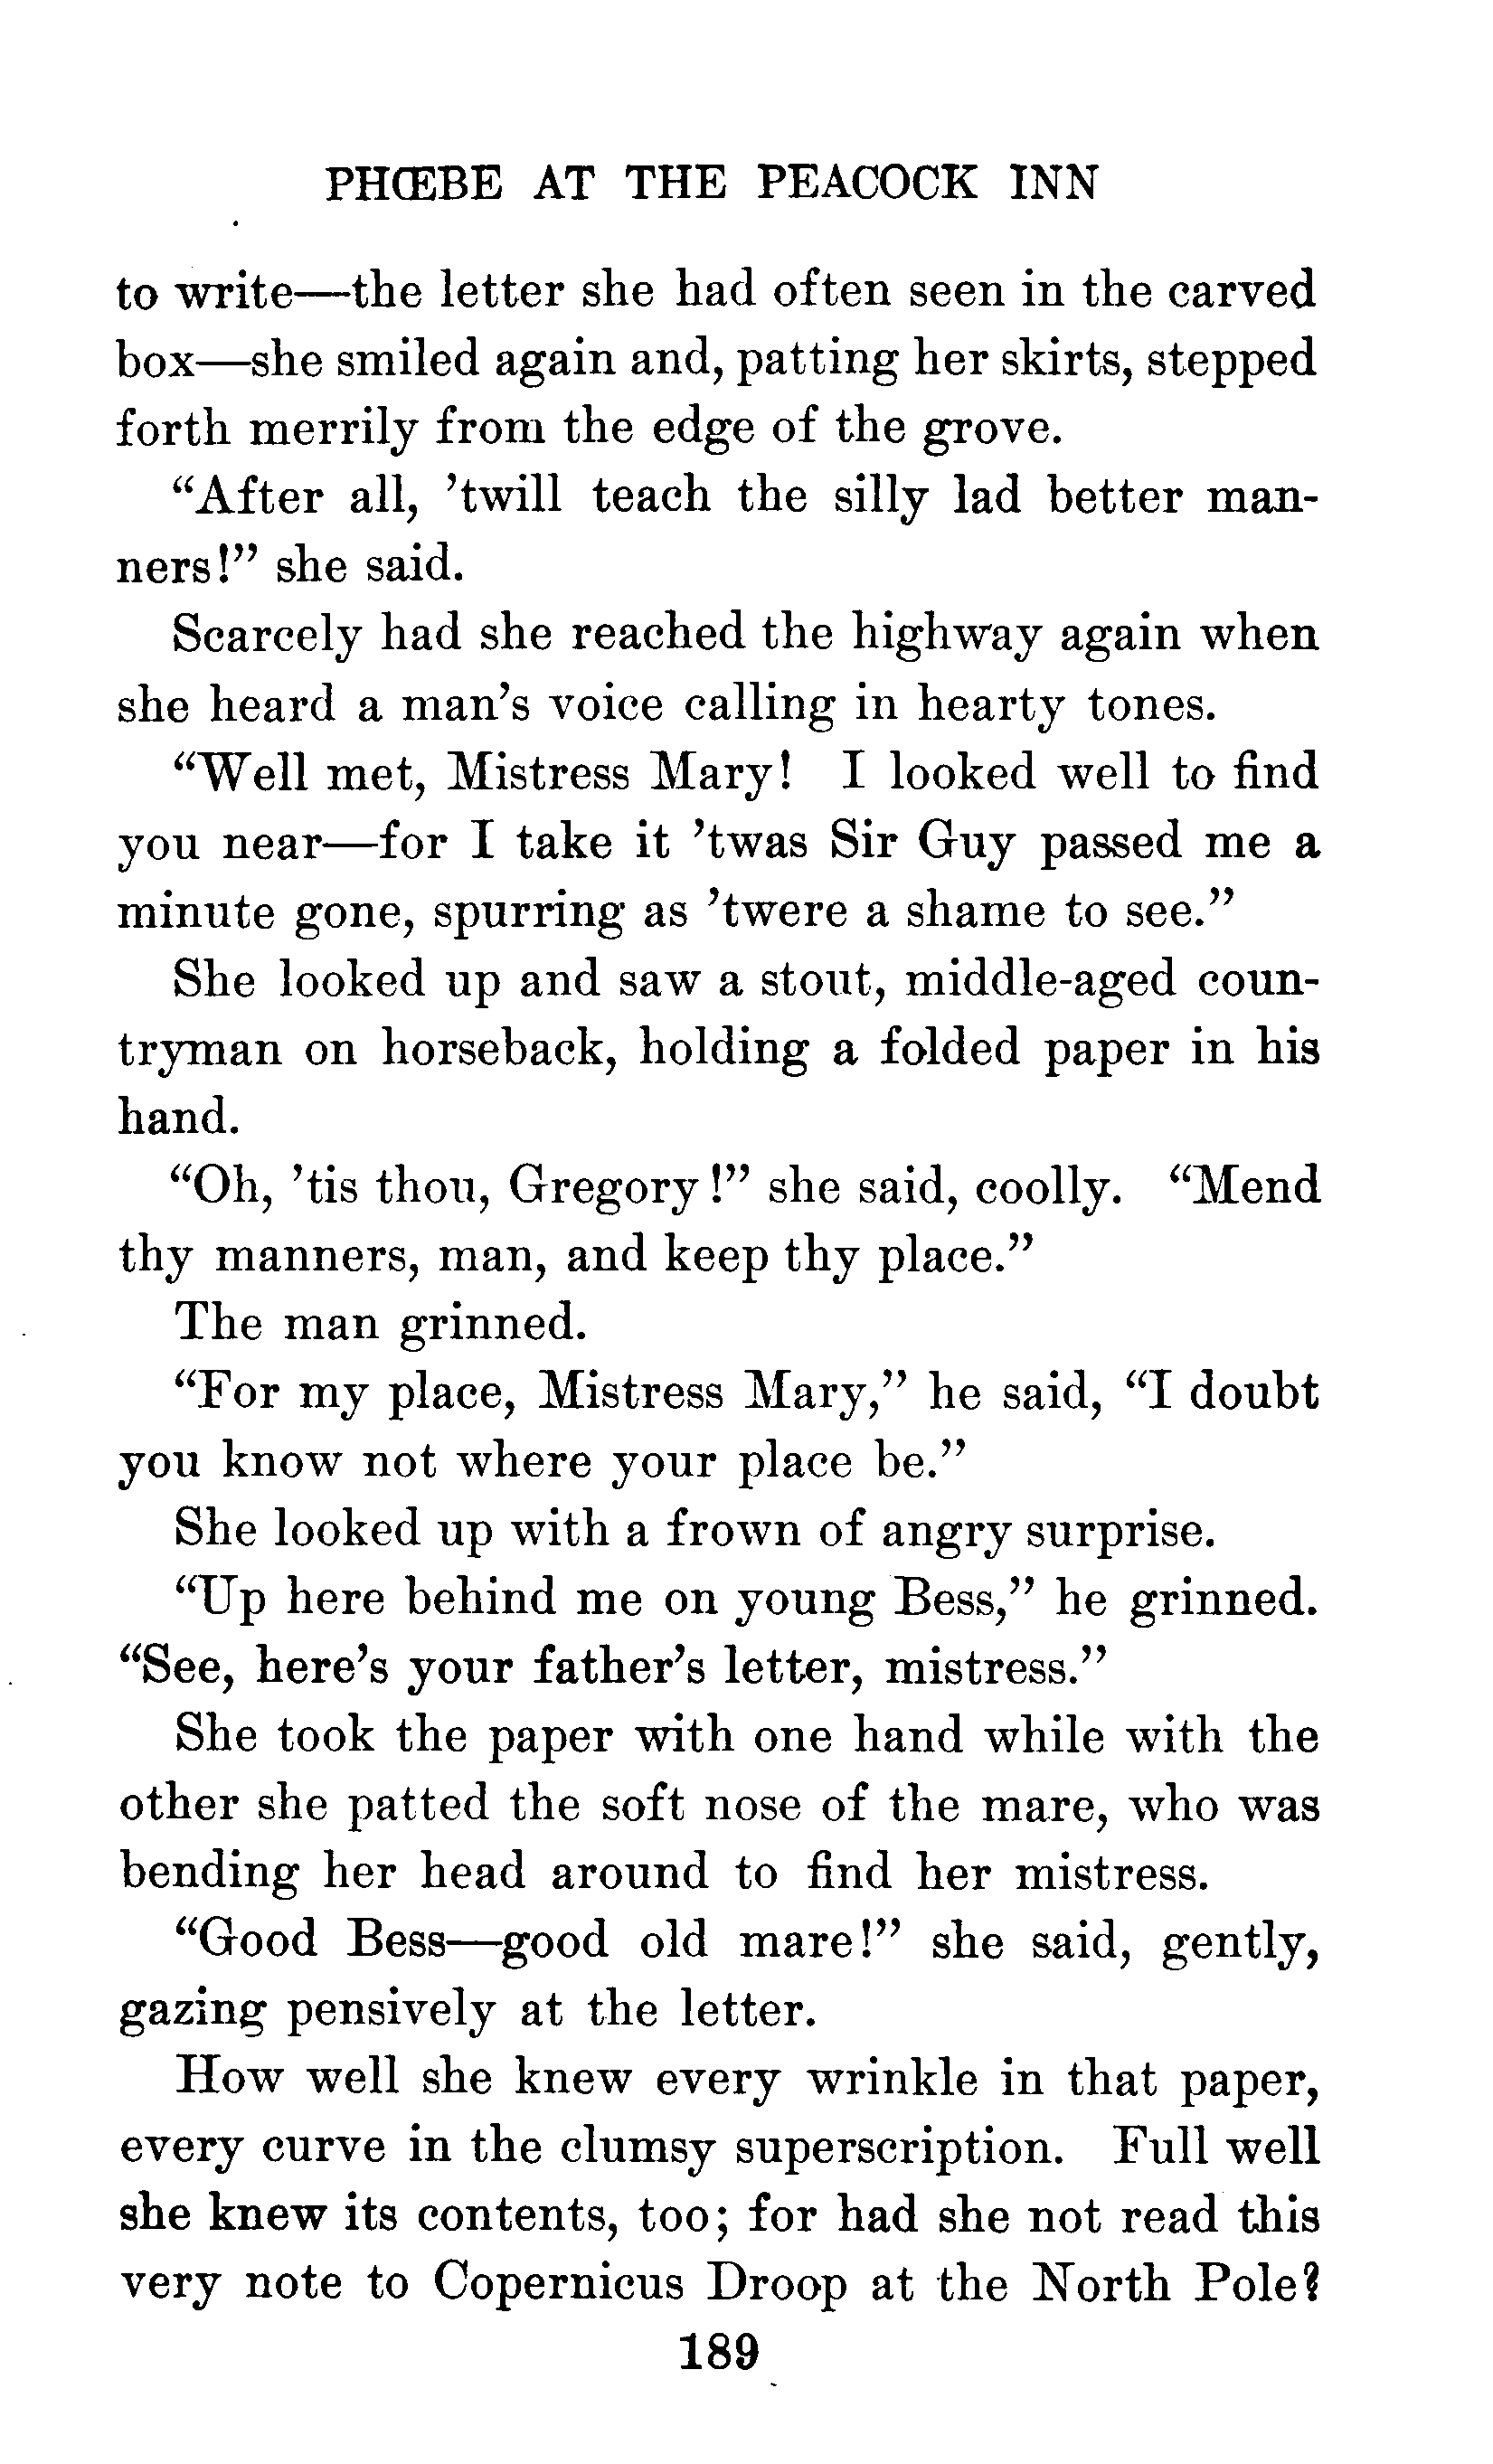 PHŒBE AT THE PEACOCK INN
to write—the letter she had often seen in the carved
box—she smiled again and, patting her skirts, stepped
forth merrily from the edge of the grove.
“After all, ’twill teach the silly lad better man-
ners!” she said.
Scarcely had she reached the highway again when
she heard a man’s voice calling in hearty tones.
“Well met, Mistress Mary! I looked well to find
you near—for I take it ’twas Sir Guy passed me a
minute gone, spurring as ’twere a shame to see.”
She looked up and saw a stout, middle-aged coun-
tryman on horseback, holding a folded paper in his
hand.
“Oh, ’tis thou, Gregory!” she said, coolly. “Mend
thy manners, man, and keep thy place.”
The man grinned.
“For my place, Mistress Mary,” he said, “I doubt
you know not where your place be.”
She looked up with a frown of angry surprise.
“Up here behind me on young Bess,” he grinned.
“See, here’s your father’s letter, mistress.”
She took the paper with one hand while with the
other she patted the soft nose of the mare, who was
bending her head around to find her mistress.
“Good Bess—good old mare!” she said, gently,
gazing pensively at the letter.
How well she knew every wrinkle in that paper,
every curve in the clumsy superscription. Full well
she knew its contents, too; for had she not read this
very note to Copernicus Droop at the North Pole?
189